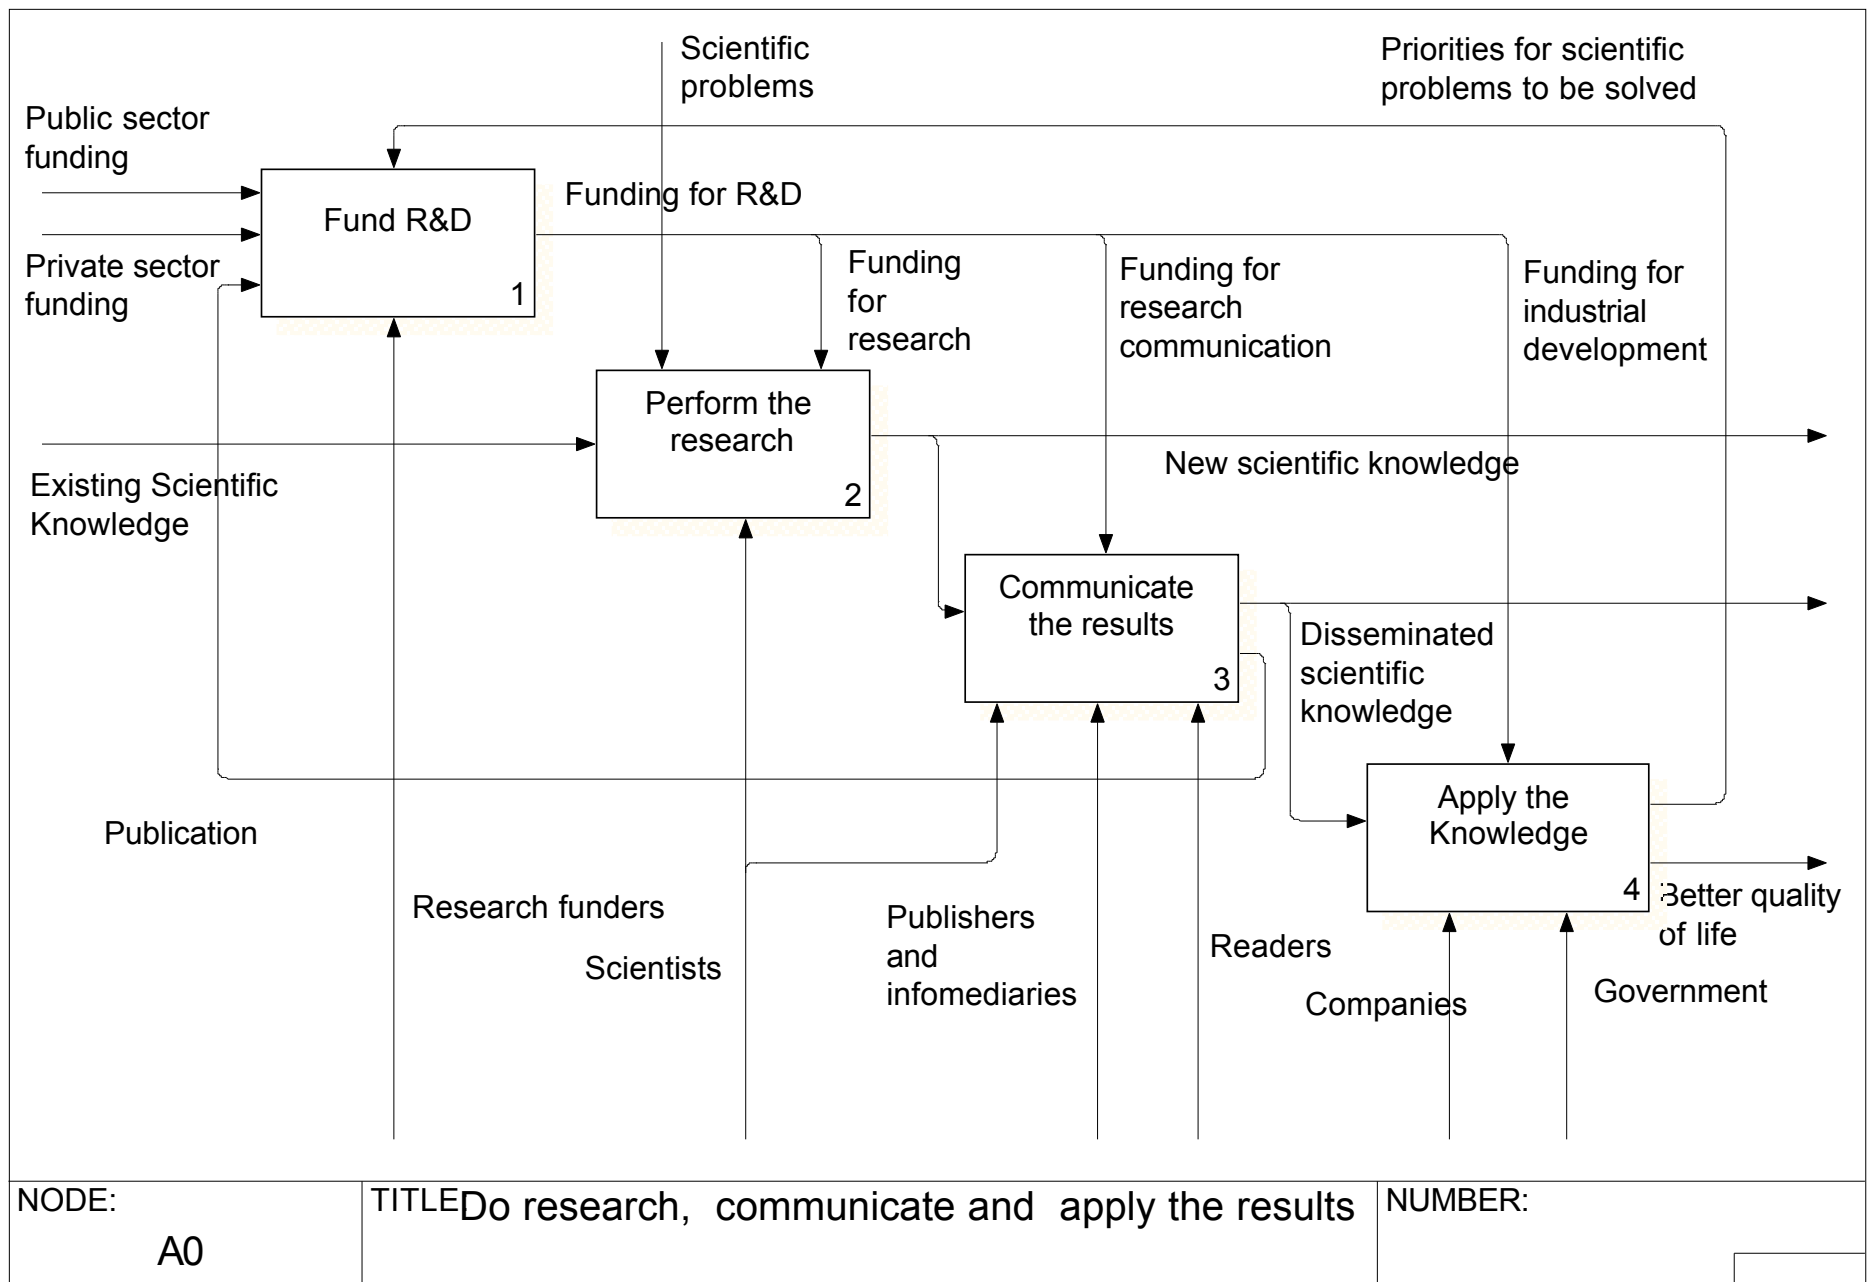 Scientific
problems
Priorities for scientific
problems to be solved
Public sector
funding
Fund R&D
1
Funding for R&D
Private sector
funding
Funding
for
research
Funding for
research
communication
Funding for
industrial
development
Perform the
research
2
Existing Scientific
Knowledge
New scientific knowledge
Communicate
the results
3
Disseminated
scientific
knowledge
Apply the
Knowledge
4
Publication
Better quality
of life
Research funders
Scientists
Publishers
and
infomediaries
Readers
Companies
Government
NODE:
A0
TITLE:
Do research, communicate and apply the results
NUMBER: